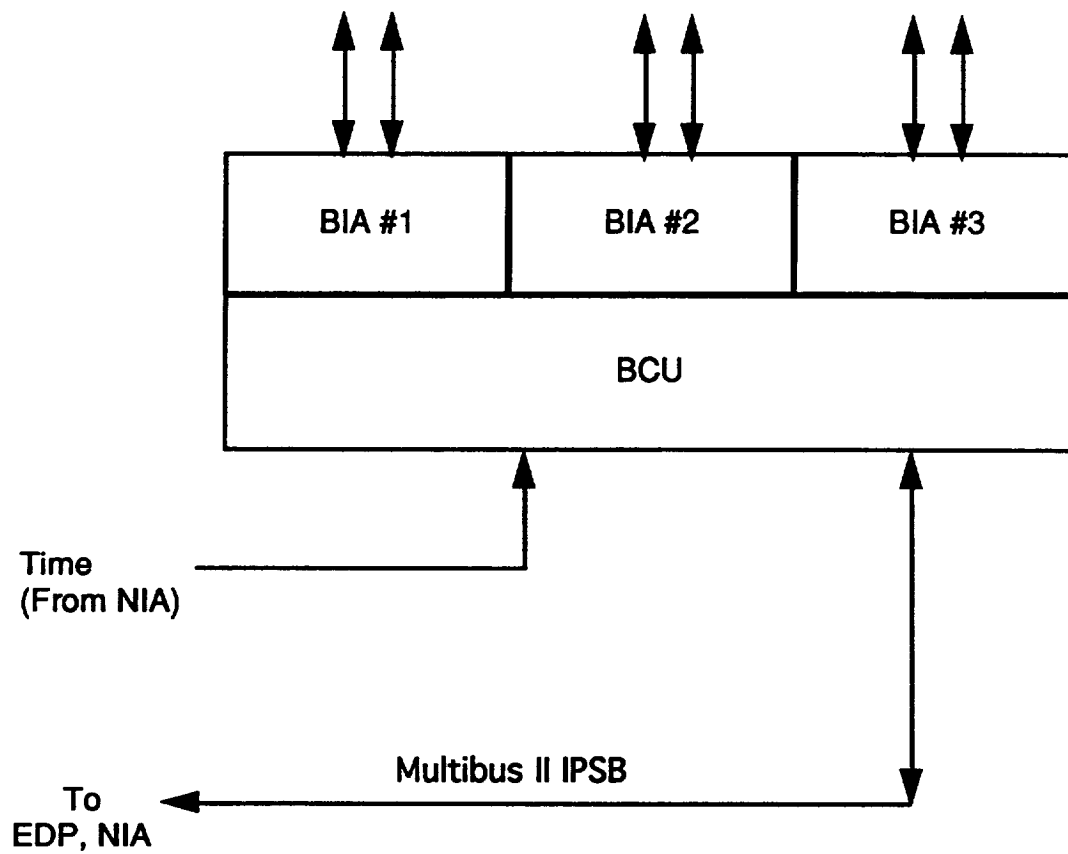 BIA #1
BIA #2
BIA #3
BCU
Time
(From NIA)
Multibus II IPSB
To
EDP, NIA